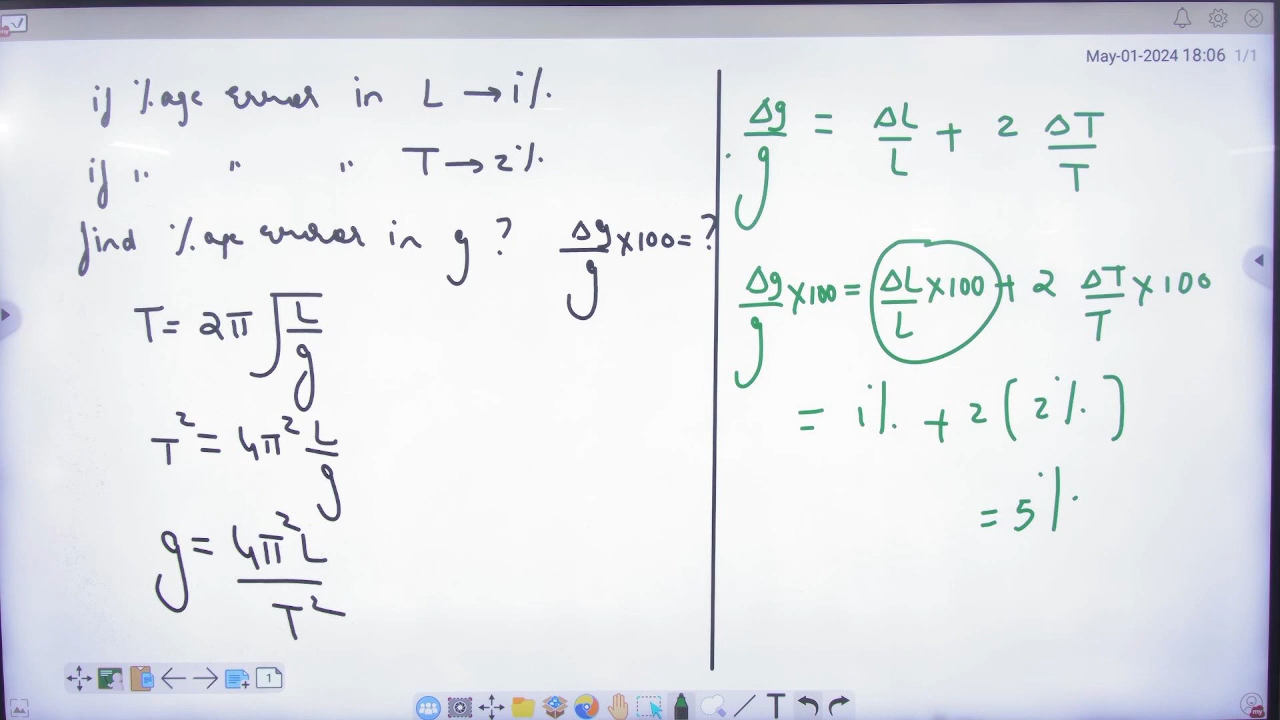 May-01-2024 18:06 1/1
if %age error in L → 1%.
if " " " T → 2%.
find %age error in g ? Δg/g × 100 = ?
T = 2π √(L/g)
T² = 4π² L/g
g = 4π²L/T²
Δg/g = ΔL/L + 2 ΔT/T
Δg/g × 100 = ΔL/L × 100 + 2 ΔT/T × 100
= 1% + 2 (2%)
= 5%
1
T